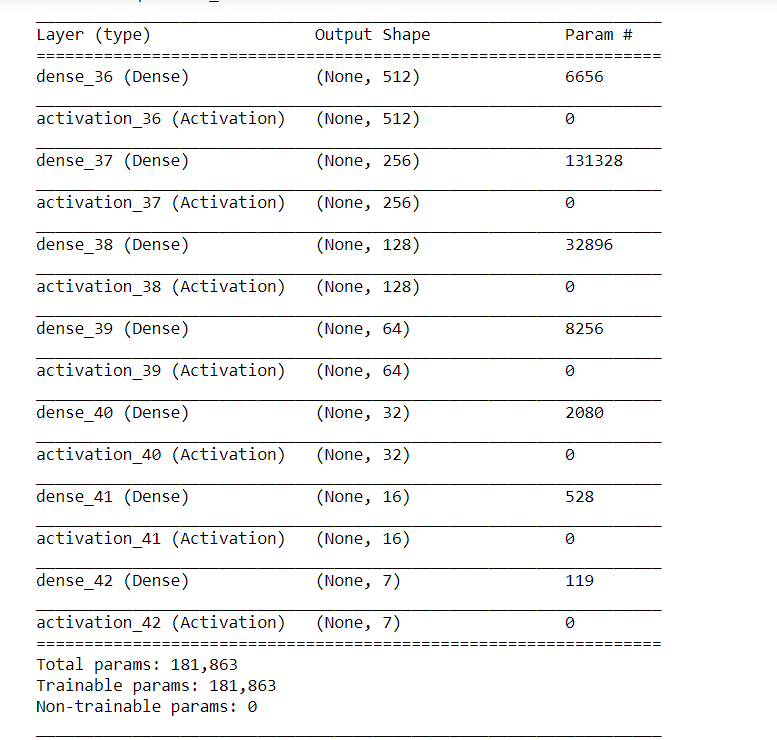 Layer (type) Output Shape Param #
=================================================================
dense_36 (Dense) (None, 512) 6656
activation_36 (Activation) (None, 512) 0
dense_37 (Dense) (None, 256) 131328
activation_37 (Activation) (None, 256) 0
dense_38 (Dense) (None, 128) 32896
activation_38 (Activation) (None, 128) 0
dense_39 (Dense) (None, 64) 8256
activation_39 (Activation) (None, 64) 0
dense_40 (Dense) (None, 32) 2080
activation_40 (Activation) (None, 32) 0
dense_41 (Dense) (None, 16) 528
activation_41 (Activation) (None, 16) 0
dense_42 (Dense) (None, 7) 119
activation_42 (Activation) (None, 7) 0
=================================================================
Total params: 181,863
Trainable params: 181,863
Non-trainable params: 0